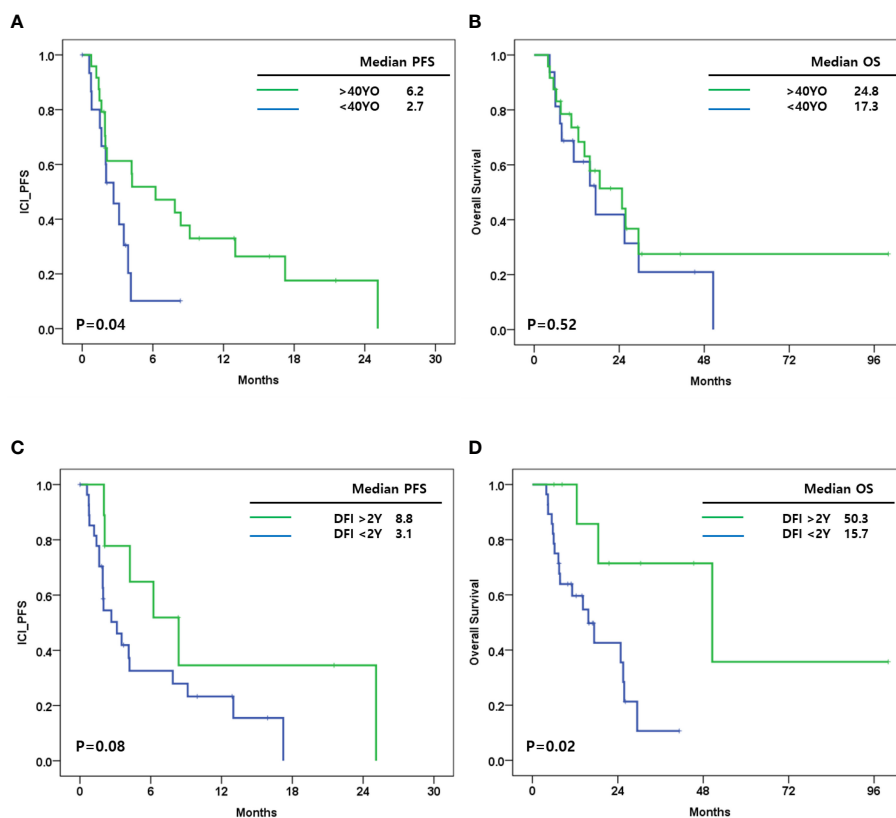 A
Median PFS
>40YO 6.2
<40YO 2.7
1.0
0.8
0.6
0.4
0.2
0.0
ICI_PFS
P=0.04
0 6 12 18 24 30
Months
B
Median OS
>40YO 24.8
<40YO 17.3
1.0
0.8
0.6
0.4
0.2
0.0
Overall Survival
P=0.52
0 24 48 72 96
Months
C
Median PFS
DFI >2Y 8.8
DFI <2Y 3.1
1.0
0.8
0.6
0.4
0.2
0.0
ICI_PFS
P=0.08
0 6 12 18 24 30
Months
D
Median OS
DFI >2Y 50.3
DFI <2Y 15.7
1.0
0.8
0.6
0.4
0.2
0.0
Overall Survival
P=0.02
0 24 48 72 96
Months